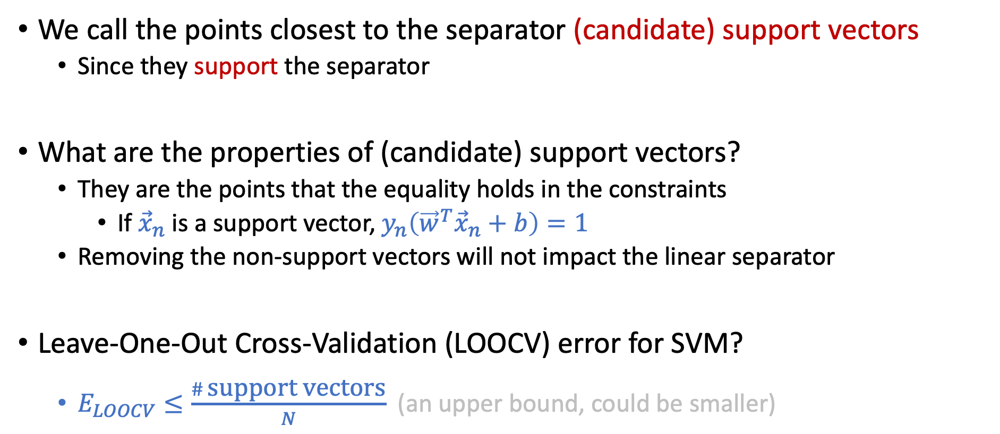 • We call the points closest to the separator (candidate) support vectors
• Since they support the separator
• What are the properties of (candidate) support vectors?
• They are the points that the equality holds in the constraints
• If $\vec{x}_n$ is a support vector, $y_n(\vec{w}^T\vec{x}_n + b) = 1$
• Removing the non-support vectors will not impact the linear separator
• Leave-One-Out Cross-Validation (LOOCV) error for SVM?
• $E_{LOOCV} \leq \frac{\#\,\text{support vectors}}{N}$ (an upper bound, could be smaller)